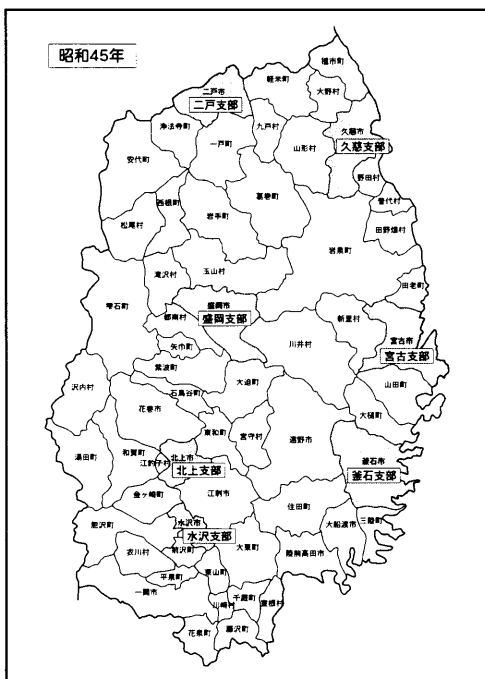 昭和45年
種市町
軽米町
大野村
二戸市
二戸支部
浄法寺町
一戸町
九戸村
山形村
久慈市
久慈支部
安代町
野田村
普代村
西根町
葛巻町
岩手町
田野畑村
松尾村
岩泉町
滝沢村
玉山村
田老町
雫石町
盛岡市
盛岡支部
都南村
新里村
宮古市
宮古支部
矢巾町
川井村
紫波町
山田町
沢内村
大迫町
石鳥谷町
花巻市
大槌町
東和町
宮守村
遠野市
湯田町
和賀町
江釣子村
北上市
北上支部
釜石市
釜石支部
金ヶ崎町
江刺市
住田町
胆沢町
水沢市
水沢支部
大船渡市
三陸町
衣川村
前沢町
大東町
陸前高田市
平泉町
東山町
一関市
川崎村
千厩町
室根村
花泉町
藤沢町